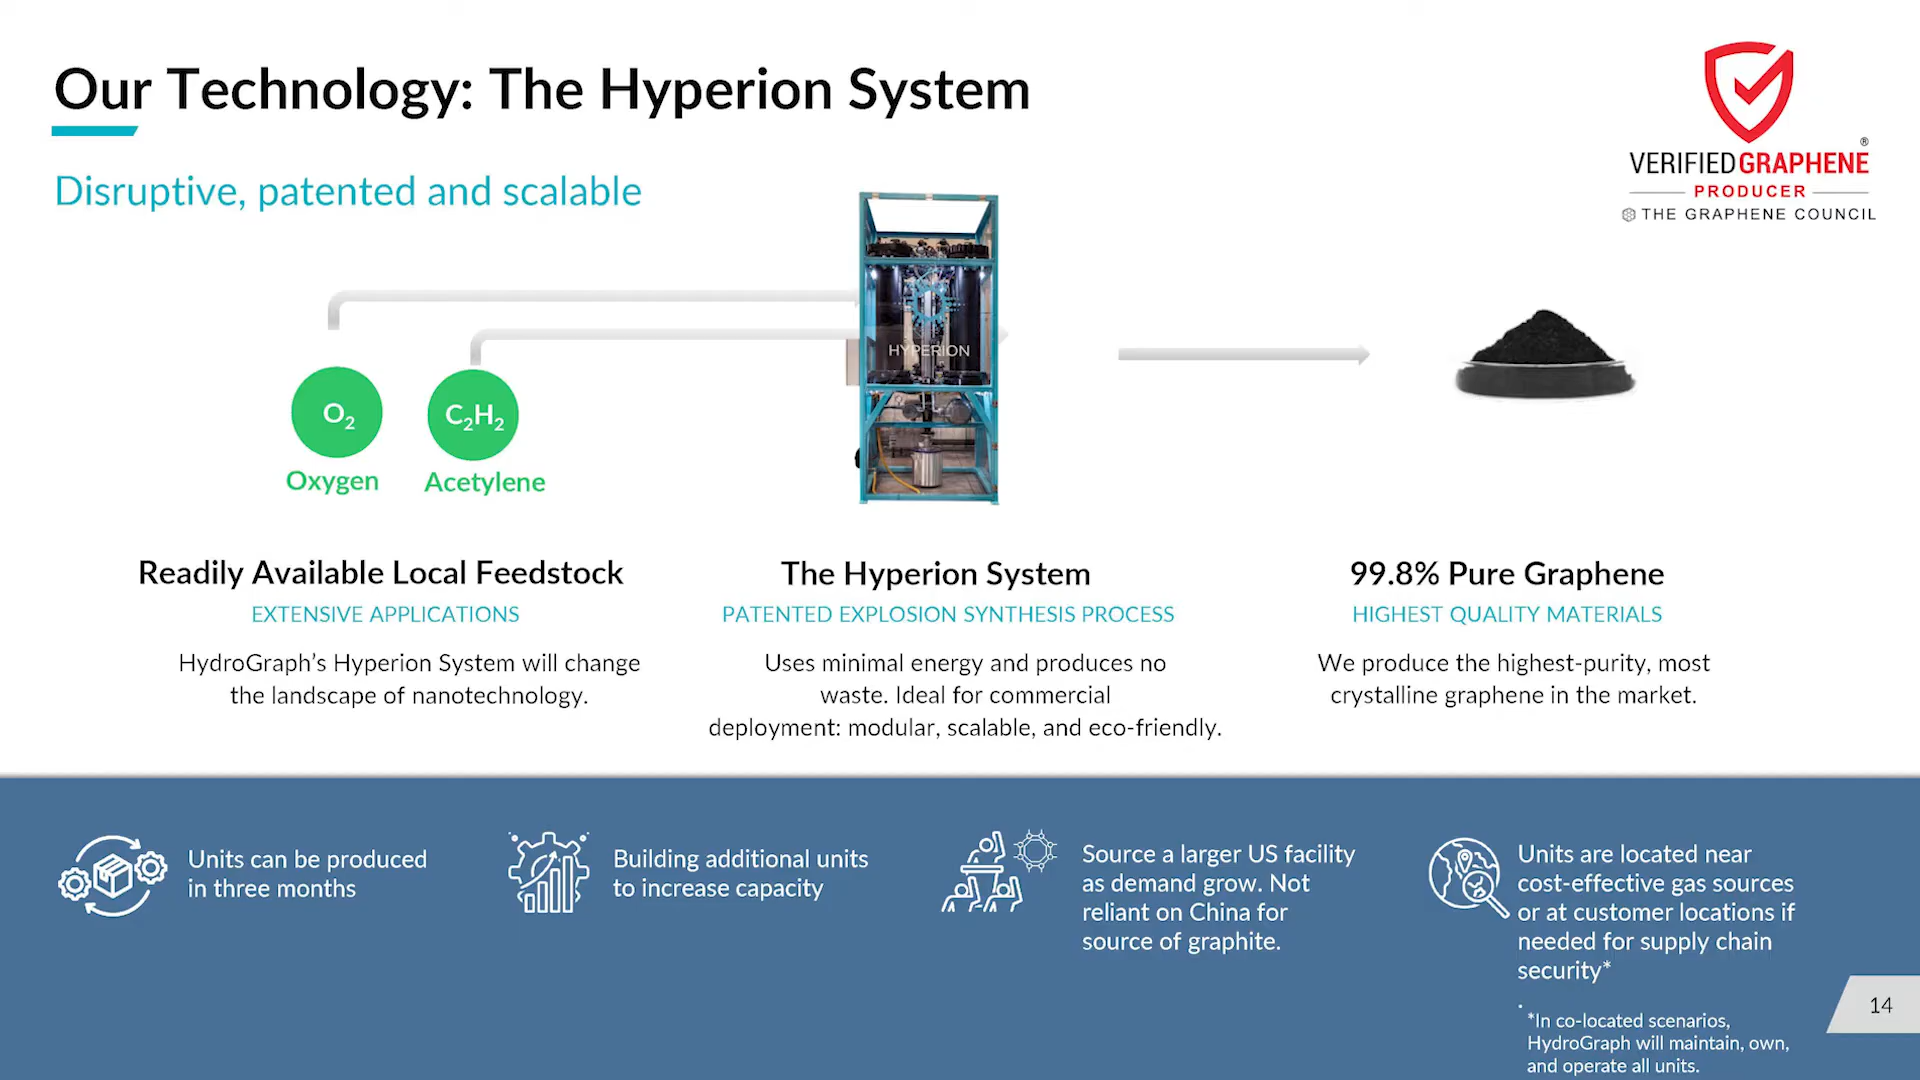 Our Technology: The Hyperion System
Disruptive, patented and scalable
VERIFIEDGRAPHENE®
PRODUCER
THE GRAPHENE COUNCIL
HYPERION
O₂
C₂H₂
Oxygen
Acetylene
Readily Available Local Feedstock
EXTENSIVE APPLICATIONS
HydroGraph’s Hyperion System will change
the landscape of nanotechnology.
The Hyperion System
PATENTED EXPLOSION SYNTHESIS PROCESS
Uses minimal energy and produces no
waste. Ideal for commercial
deployment: modular, scalable, and eco-friendly.
99.8% Pure Graphene
HIGHEST QUALITY MATERIALS
We produce the highest-purity, most
crystalline graphene in the market.
Units can be produced
in three months
Building additional units
to increase capacity
Source a larger US facility
as demand grow. Not
reliant on China for
source of graphite.
Units are located near
cost-effective gas sources
or at customer locations if
needed for supply chain
security*
*In co-located scenarios,
HydroGraph will maintain, own,
and operate all units.
14